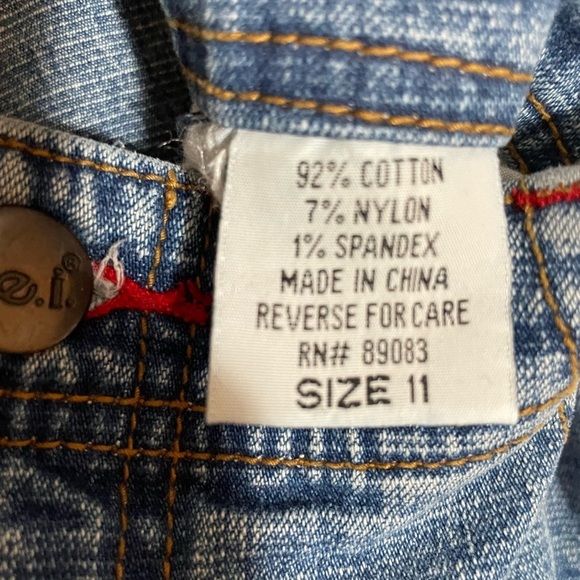 92% COTTON
7% NYLON
1% SPANDEX
MADE IN CHINA
REVERSE FOR CARE
RN# 89083
SIZE 11
e.i.®